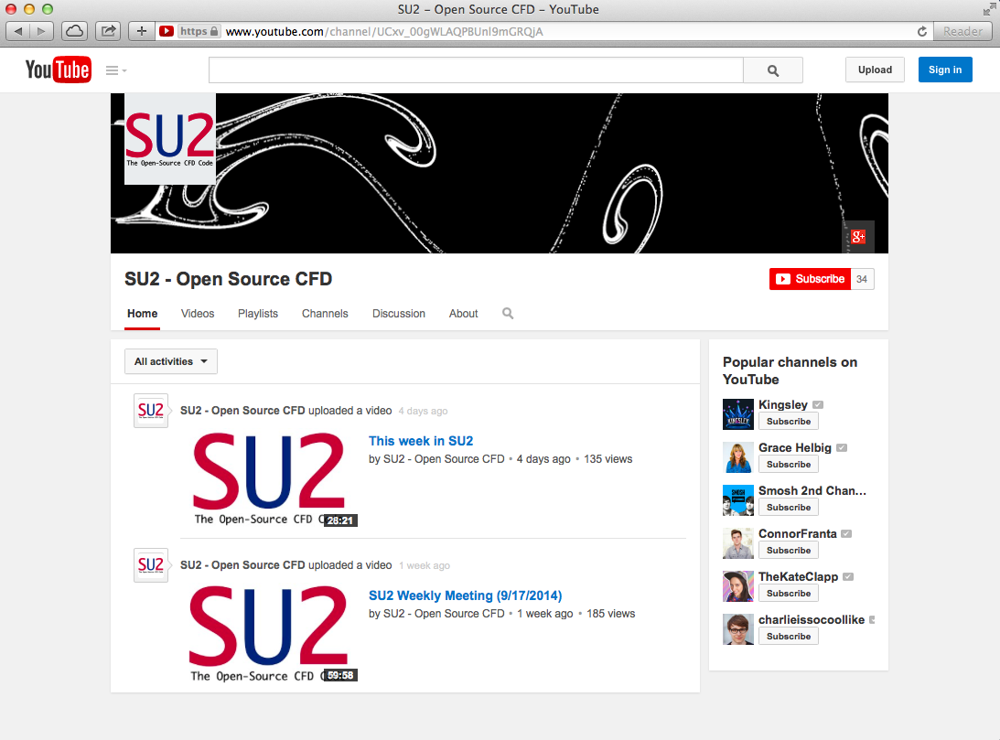 SU2 – Open Source CFD – YouTube
https www.youtube.com/channel/UCxv_00gWLAQPBUnl9mGRQjA
Reader
YouTube
Upload
Sign in
SU2
The Open-Source CFD Code
g+
SU2 - Open Source CFD
Subscribe 34
Home Videos Playlists Channels Discussion About
All activities
SU2
SU2 - Open Source CFD uploaded a video 4 days ago
SU2
The Open-Source CFD C
28:21
This week in SU2
by SU2 - Open Source CFD • 4 days ago • 135 views
SU2
SU2 - Open Source CFD uploaded a video 1 week ago
SU2
The Open-Source CFD C
59:58
SU2 Weekly Meeting (9/17/2014)
by SU2 - Open Source CFD • 1 week ago • 185 views
Popular channels on
YouTube
KINGSLEY
Kingsley
Subscribe
Grace Helbig
Subscribe
SMOSH
Smosh 2nd Chan...
Subscribe
ConnorFranta
Subscribe
TheKateClapp
Subscribe
charlieissocoollike
Subscribe